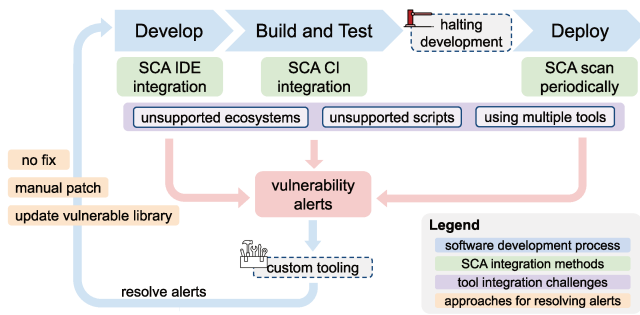 Develop
Build and Test
halting
development
Deploy
SCA IDE
integration
SCA CI
integration
SCA scan
periodically
unsupported ecosystems
unsupported scripts
using multiple tools
no fix
manual patch
update vulnerable library
vulnerability
alerts
custom tooling
resolve alerts
Legend
software development process
SCA integration methods
tool integration challenges
approaches for resolving alerts